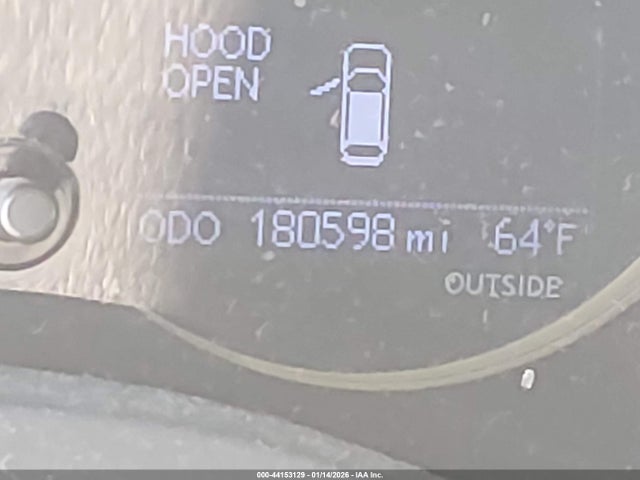 HOOD
OPEN
ODO 180598 mi 64°F
OUTSIDE
000-44153129 - 01/14/2026 - IAA Inc.